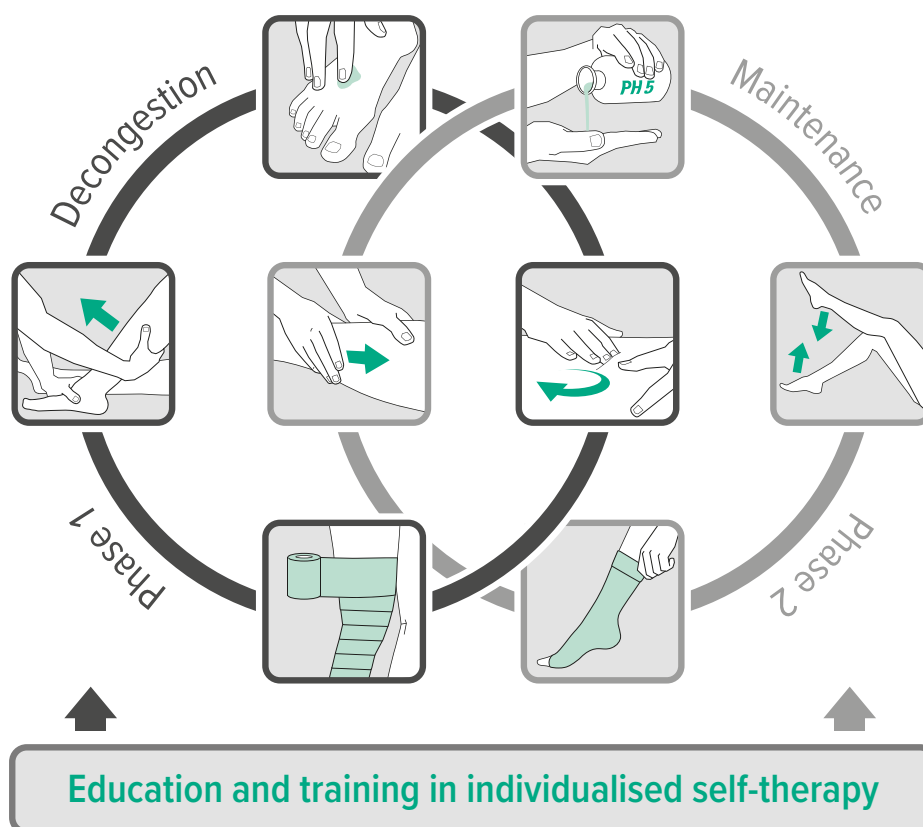 Decongestion
Maintenance
PH 5
Phase 1
Phase 2
Education and training in individualised self-therapy